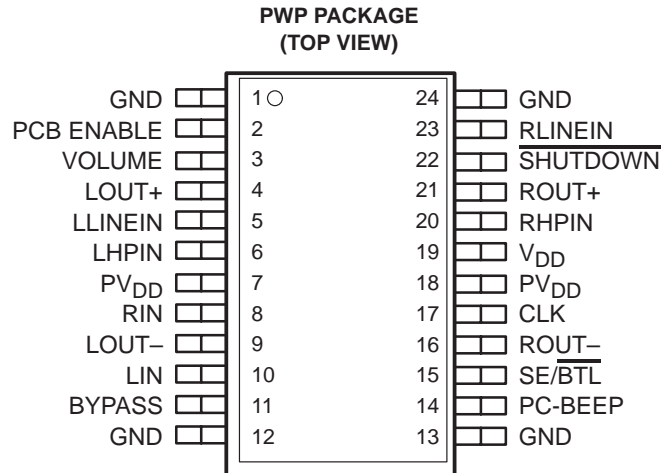 PWP PACKAGE
(TOP VIEW)
GND 1 24 GND
PCB ENABLE 2 23 RLINEIN
VOLUME 3 22 SHUTDOWN
LOUT+ 4 21 ROUT+
LLINEIN 5 20 RHPIN
LHPIN 6 19 VDD
PVDD 7 18 PVDD
RIN 8 17 CLK
LOUT– 9 16 ROUT–
LIN 10 15 SE/BTL
BYPASS 11 14 PC-BEEP
GND 12 13 GND